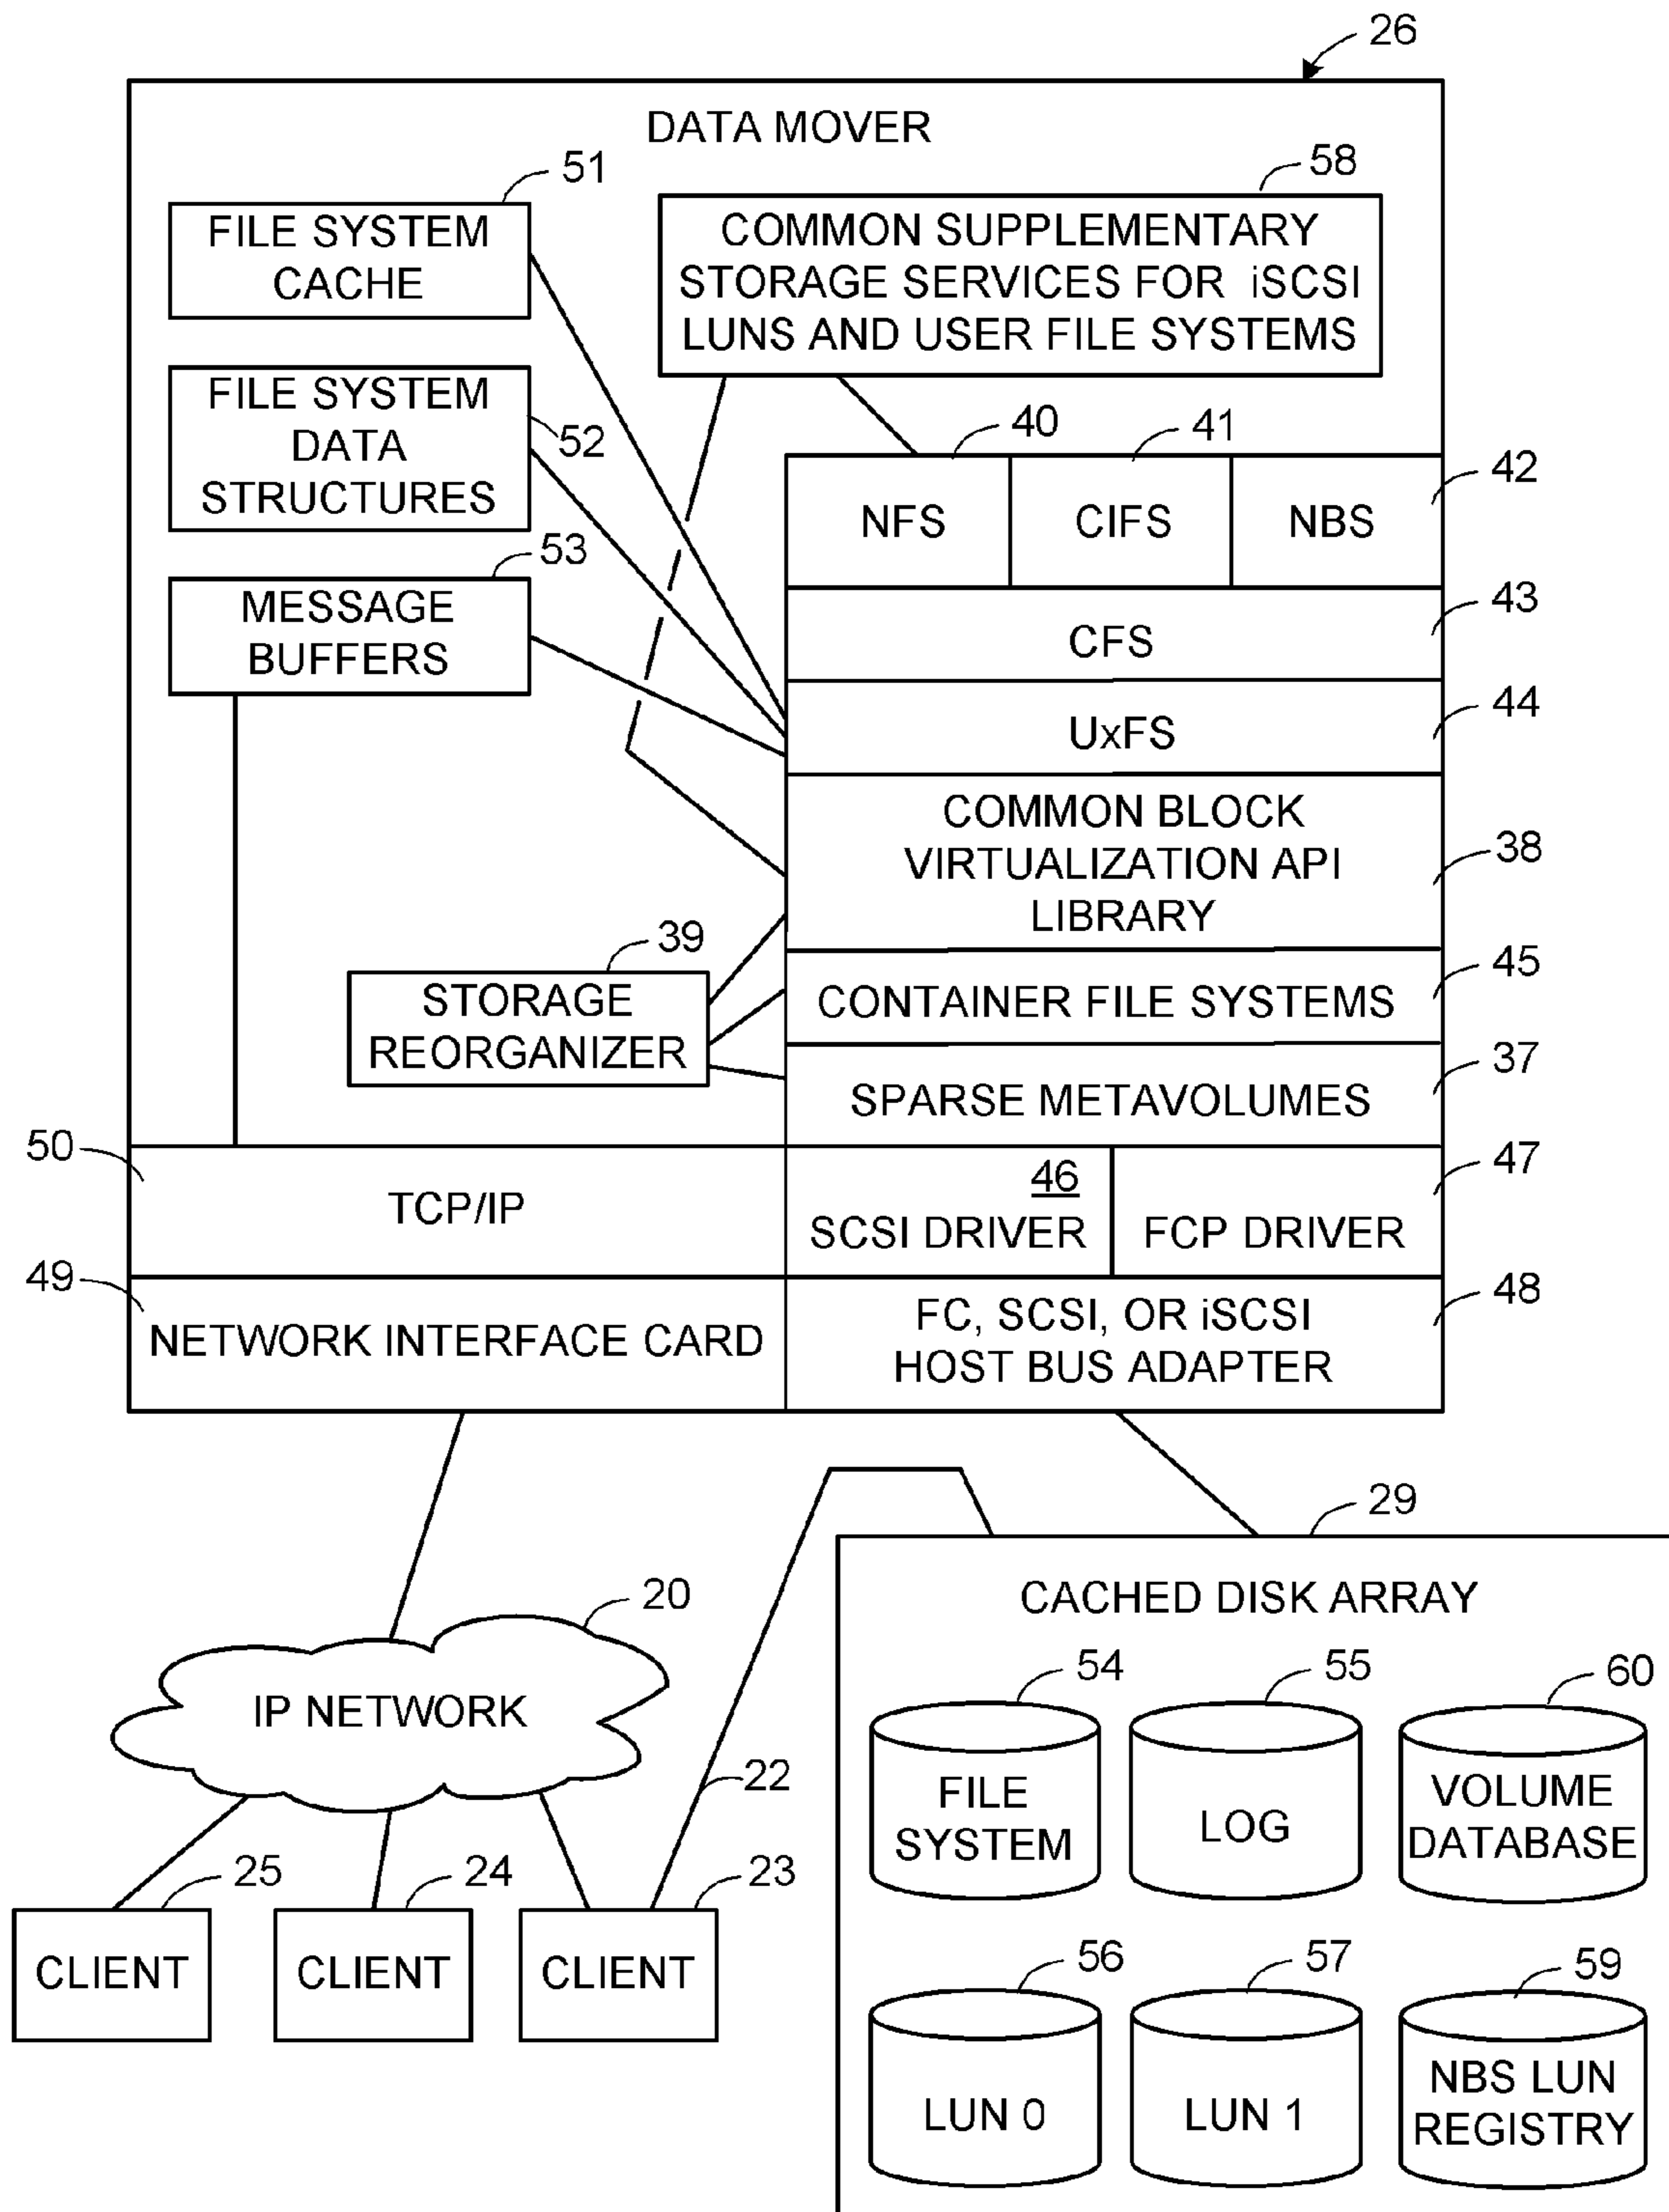 26
DATA MOVER
51
FILE SYSTEM
CACHE
58
COMMON SUPPLEMENTARY
STORAGE SERVICES FOR iSCSI
LUNS AND USER FILE SYSTEMS
FILE SYSTEM
DATA
STRUCTURES
52
40
41
42
NFS
CIFS
NBS
53
MESSAGE
BUFFERS
43
CFS
44
UxFS
COMMON BLOCK
VIRTUALIZATION API
LIBRARY
38
39
STORAGE
REORGANIZER
45
CONTAINER FILE SYSTEMS
37
SPARSE METAVOLUMES
50
TCP/IP
46
SCSI DRIVER
47
FCP DRIVER
49
NETWORK INTERFACE CARD
48
FC, SCSI, OR iSCSI
HOST BUS ADAPTER
29
CACHED DISK ARRAY
20
IP NETWORK
22
54
FILE
SYSTEM
55
LOG
60
VOLUME
DATABASE
25
CLIENT
24
CLIENT
23
CLIENT
56
LUN 0
57
LUN 1
59
NBS LUN
REGISTRY